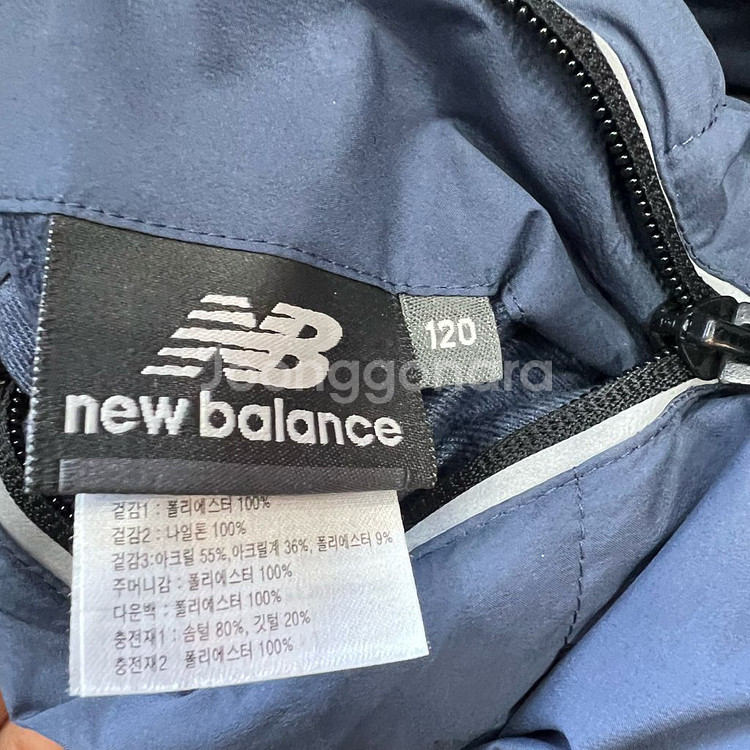 NB
120
new balance
Joonggonara
겉감1 : 폴리에스터 100%
겉감2 : 나일론 100%
겉감3:아크릴 55%,아크릴계 36%, 폴리에스터 9%
주머니감 : 폴리에스터 100%
다운백 : 폴리에스터 100%
충전재1 : 솜털 80%, 깃털 20%
충전재2 폴리에스터 100%